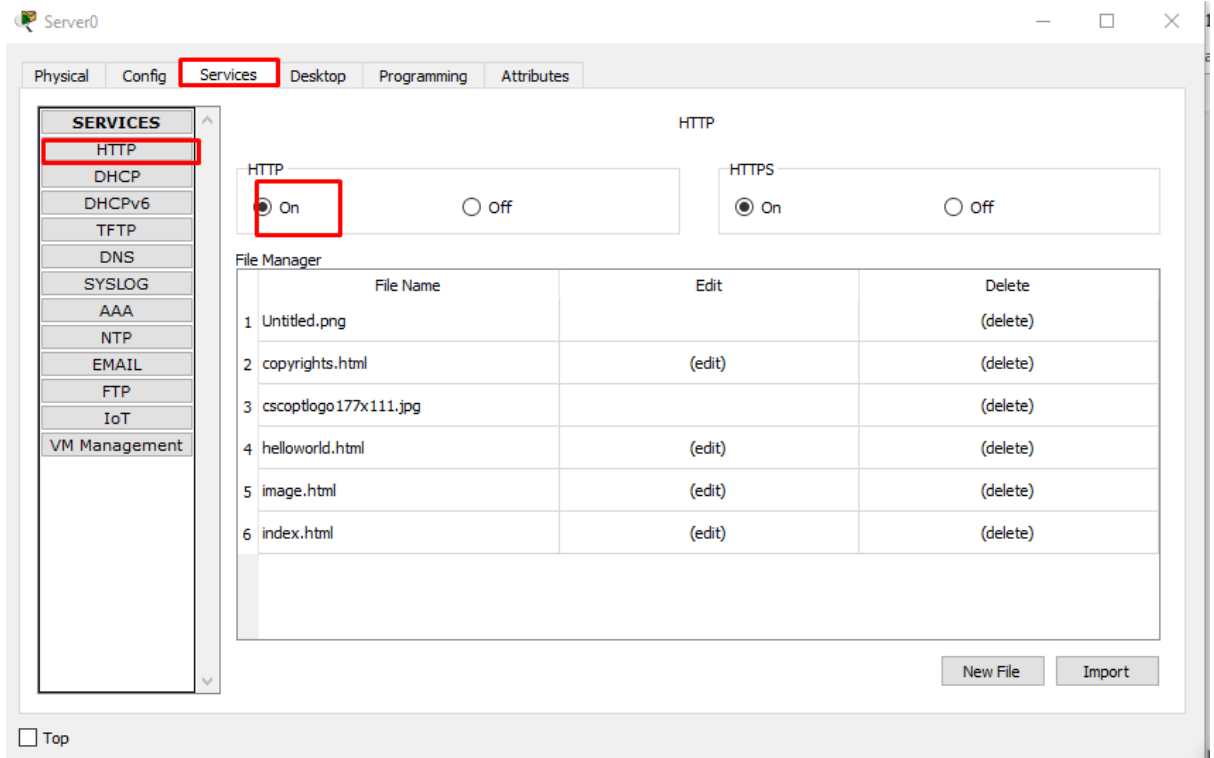 Server0
Physical Config Services Desktop Programming Attributes
SERVICES
HTTP
DHCP
DHCPv6
TFTP
DNS
SYSLOG
AAA
NTP
EMAIL
FTP
IoT
VM Management
HTTP
HTTP
On Off
HTTPS
On Off
File Manager
File Name Edit Delete
1 Untitled.png (delete)
2 copyrights.html (edit) (delete)
3 cscoptlogo177x111.jpg (delete)
4 helloworld.html (edit) (delete)
5 image.html (edit) (delete)
6 index.html (edit) (delete)
New File Import
Top